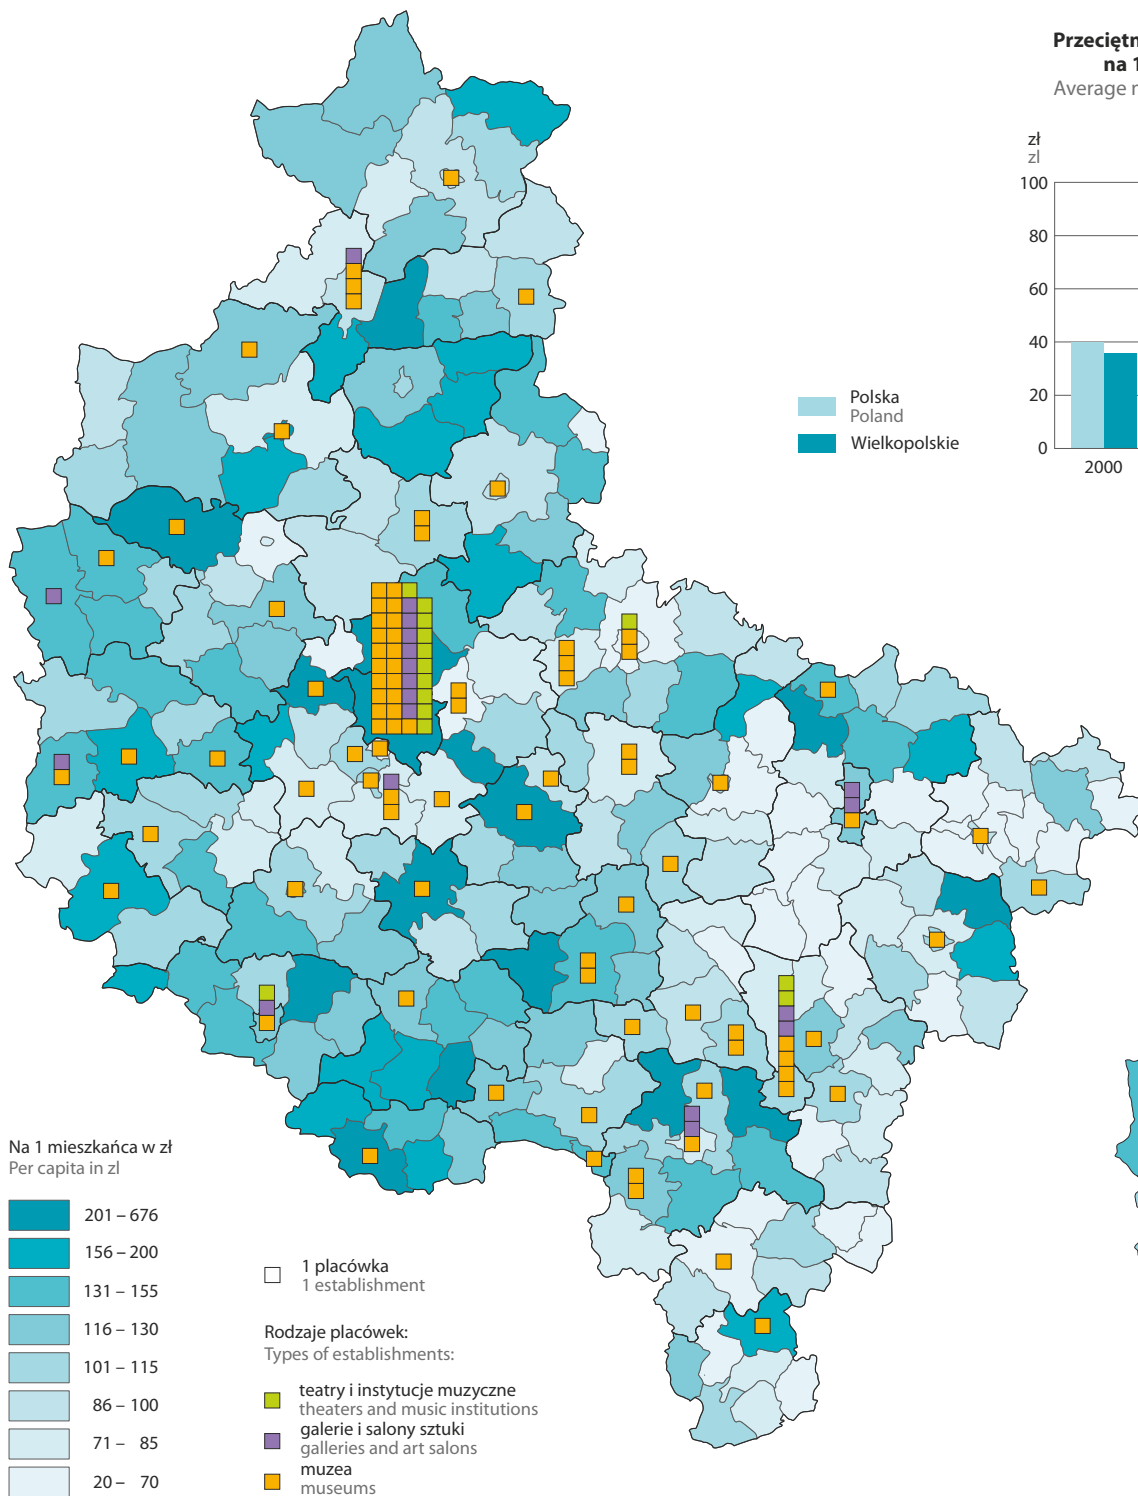 Przeciętn
na 1
Average r
zł
zl
100
80
60
40
20
0
2000
Polska
Poland
Wielkopolskie
Na 1 mieszkańca w zł
Per capita in zl
201 – 676
156 – 200
131 – 155
116 – 130
101 – 115
86 – 100
71 – 85
20 – 70
1 placówka
1 establishment
Rodzaje placówek:
Types of establishments:
teatry i instytucje muzyczne
theaters and music institutions
galerie i salony sztuki
galleries and art salons
muzea
museums